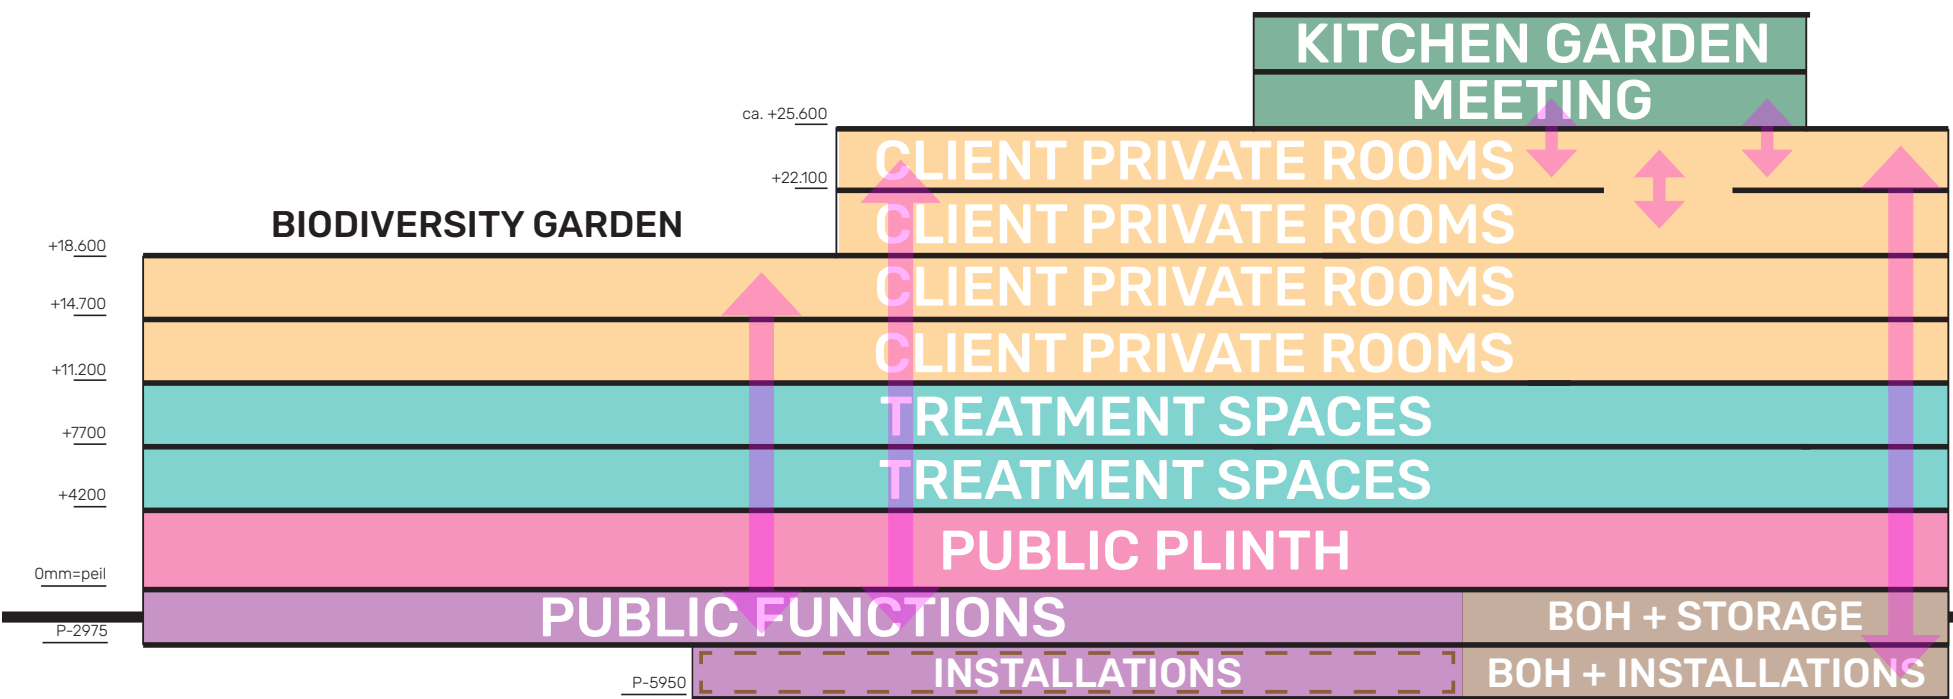 KITCHEN GARDEN
MEETING
ca. +25.600
CLIENT PRIVATE ROOMS
+22.100
CLIENT PRIVATE ROOMS
BIODIVERSITY GARDEN
+18.600
CLIENT PRIVATE ROOMS
+14.700
CLIENT PRIVATE ROOMS
+11.200
TREATMENT SPACES
+7700
TREATMENT SPACES
+4200
PUBLIC PLINTH
0mm=peil
PUBLIC FUNCTIONS
BOH + STORAGE
P-2975
INSTALLATIONS
BOH + INSTALLATIONS
P-5950